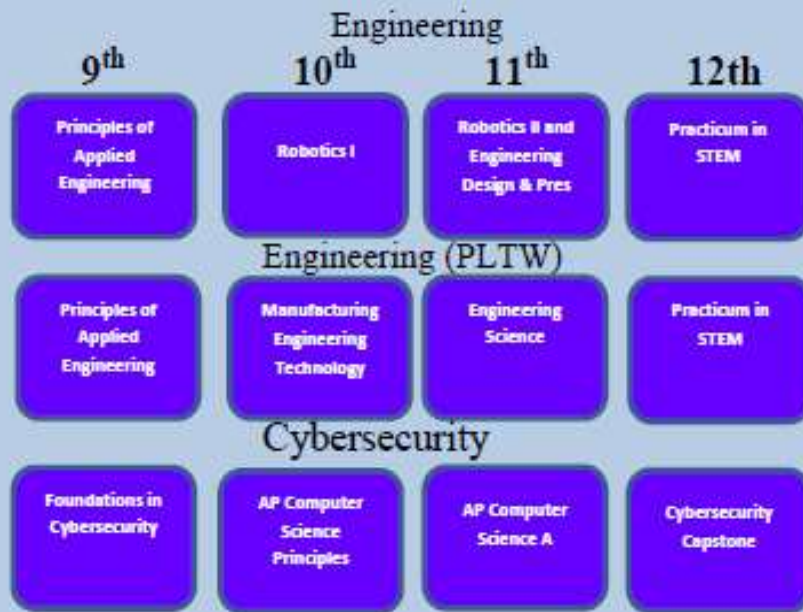 Engineering
9th 10th 11th 12th
Principles of
Applied
Engineering
Robotics I
Robotics II and
Engineering
Design & Pres
Practicum in
STEM
Engineering (PLTW)
Principles of
Applied
Engineering
Manufacturing
Engineering
Technology
Engineering
Science
Practicum in
STEM
Cybersecurity
Foundations in
Cybersecurity
AP Computer
Science
Principles
AP Computer
Science A
Cybersecurity
Capstone